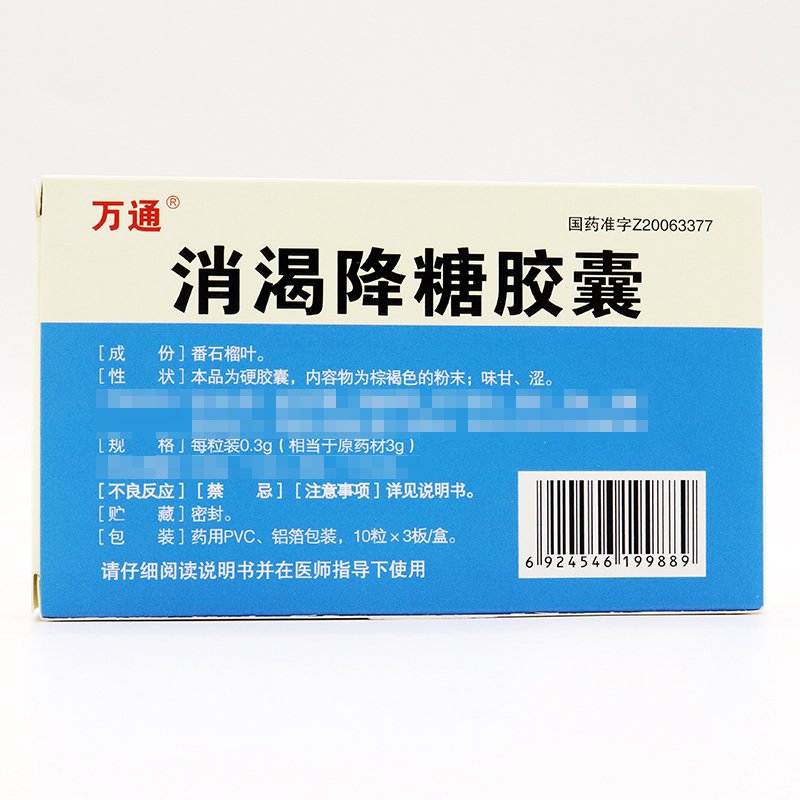 万通®
国药准字Z20063377
消渴降糖胶囊
[成 份] 番石榴叶。
[性 状] 本品为硬胶囊，内容物为棕褐色的粉末；味甘、涩。
[规 格] 每粒装0.3g（相当于原药材3g）
[不良反应] [禁 忌] [注意事项] 详见说明书。
[贮 藏] 密封。
[包 装] 药用PVC、铝箔包装，10粒×3板/盒。
请仔细阅读说明书并在医师指导下使用
6 924546 199889